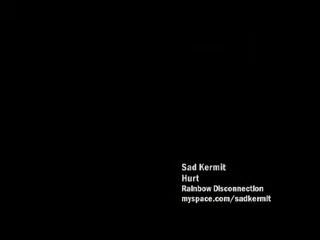 Sad Kermit
Hurt
Rainbow Disconnection
myspace.com/sadkermit